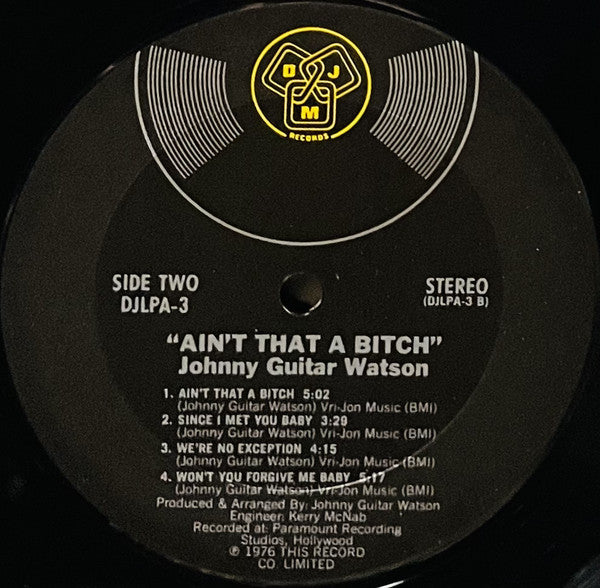 D J
M
RECORDS
SIDE TWO
DJLPA-3
STEREO
(DJLPA-3 B)
"AIN'T THAT A BITCH"
Johnny Guitar Watson
1. AIN'T THAT A BITCH 5:02
(Johnny Guitar Watson) Vri-Jon Music (BMI)
2. SINCE I MET YOU BABY 3:29
(Johnny Guitar Watson) Vri-Jon Music (BMI)
3. WE'RE NO EXCEPTION 4:15
(Johnny Guitar Watson) Vri-Jon Music (BMI)
4. WON'T YOU FORGIVE ME BABY 5:17
(Johnny Guitar Watson) Vri-Jon Music (BMI)
Produced & Arranged By: Johnny Guitar Watson
Engineer: Kerry McNab
Recorded at: Paramount Recording
Studios, Hollywood
℗ 1976 THIS RECORD
CO. LIMITED